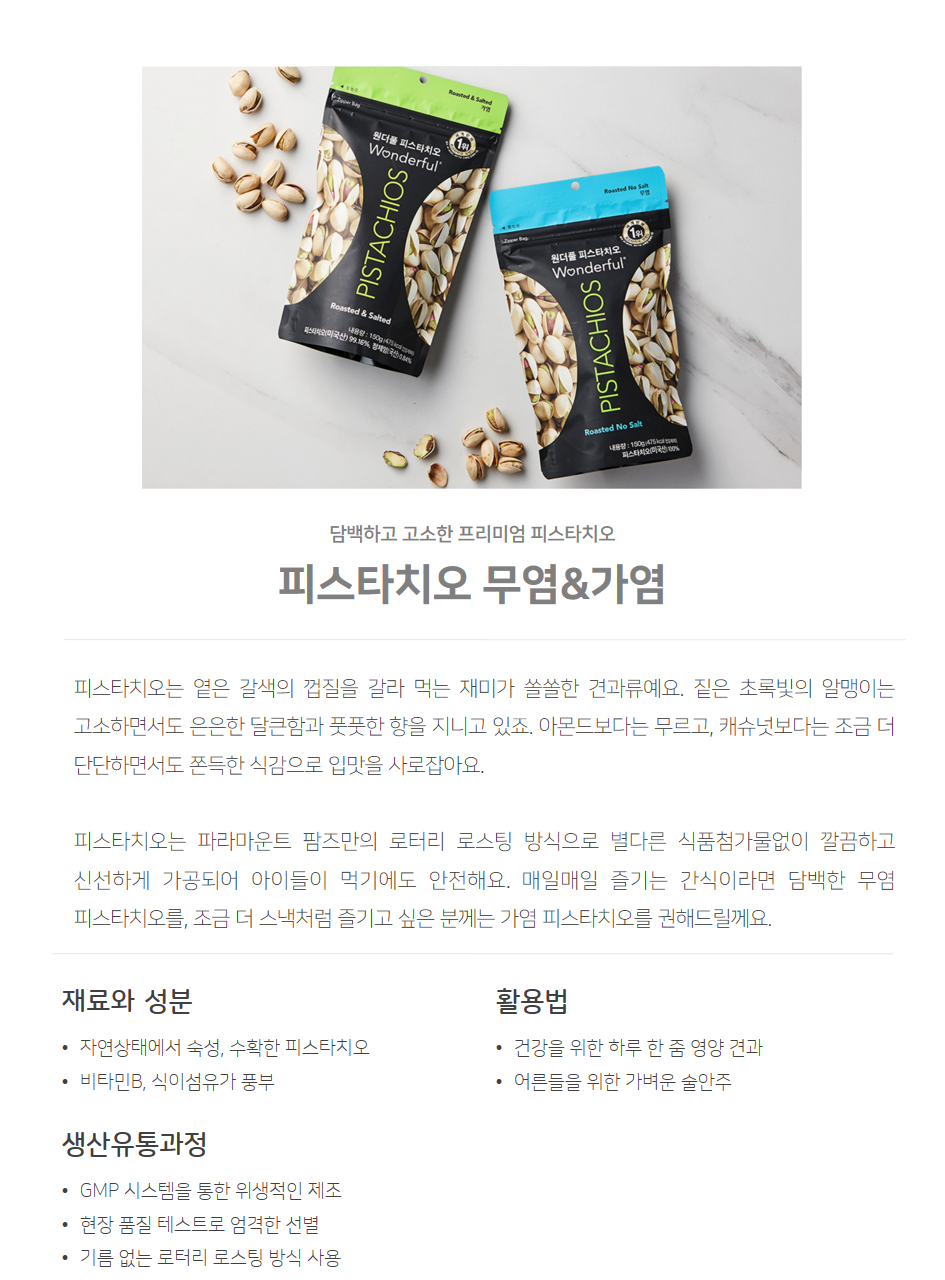 Roasted & Salted
가염
Zipper Bag
원더풀 피스타치오
1위
Wonderful
PISTACHIOS
Roasted & Salted
내용량 : 150g (475 kcal)
피스타치오(미국산) 99.16%, 정제염(국산) 0.84%
Roasted No Salt
무염
Zipper Bag
원더풀 피스타치오
1위
Wonderful
PISTACHIOS
Roasted No Salt
내용량 : 150g (475 kcal)
피스타치오(미국산) 100%
담백하고 고소한 프리미엄 피스타치오
피스타치오 무염&가염
피스타치오는 옅은 갈색의 껍질을 갈라 먹는 재미가 쏠쏠한 견과류예요. 짙은 초록빛의 알맹이는
고소하면서도 은은한 달큰함과 풋풋한 향을 지니고 있죠. 아몬드보다는 무르고, 캐슈넛보다는 조금 더
단단하면서도 쫀득한 식감으로 입맛을 사로잡아요.
피스타치오는 파라마운트 팜즈만의 로터리 로스팅 방식으로 별다른 식품첨가물없이 깔끔하고
신선하게 가공되어 아이들이 먹기에도 안전해요. 매일매일 즐기는 간식이라면 담백한 무염
피스타치오를, 조금 더 스낵처럼 즐기고 싶은 분께는 가염 피스타치오를 권해드릴게요.
재료와 성분
• 자연상태에서 숙성, 수확한 피스타치오
• 비타민B, 식이섬유가 풍부
활용법
• 건강을 위한 하루 한 줌 영양 견과
• 어른들을 위한 가벼운 술안주
생산유통과정
• GMP 시스템을 통한 위생적인 제조
• 현장 품질 테스트로 엄격한 선별
• 기름 없는 로터리 로스팅 방식 사용